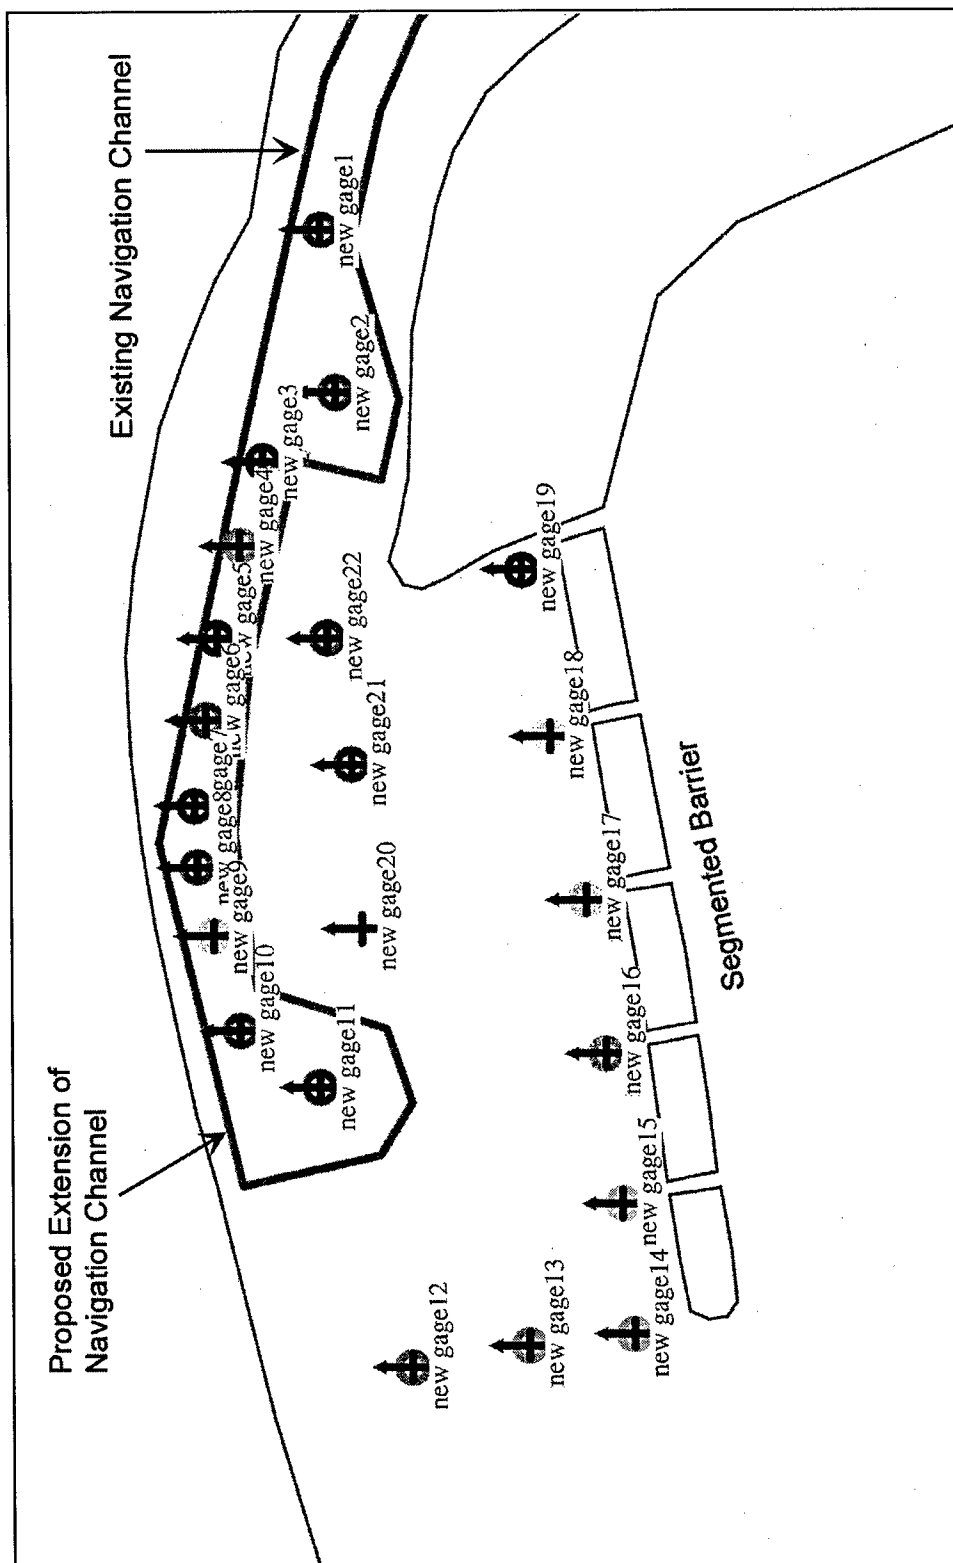 Existing Navigation Channel
Proposed Extension of
Navigation Channel
new gage1
new gage2
new gage3
new gage4
new gage5
new gage6
gage7
new gage8
new gage9
new gage10
new gage11
new gage12
new gage13
new gage14
new gage15
new gage16
new gage17
new gage18
new gage19
new gage20
new gage21
new gage22
Segmented Barrier